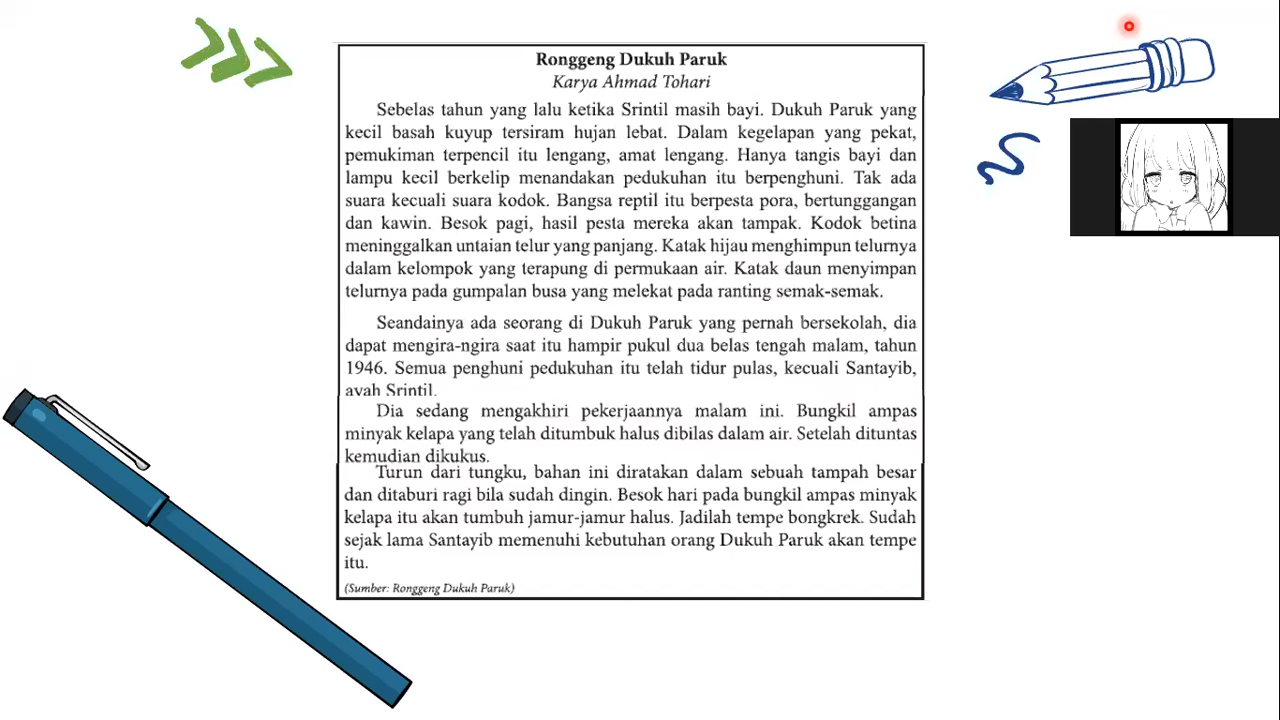 Ronggeng Dukuh Paruk
Karya Ahmad Tohari
Sebelas tahun yang lalu ketika Srintil masih bayi. Dukuh Paruk yang
kecil basah kuyup tersiram hujan lebat. Dalam kegelapan yang pekat,
pemukiman terpencil itu lengang, amat lengang. Hanya tangis bayi dan
lampu kecil berkelip menandakan pedukuhan itu berpenghuni. Tak ada
suara kecuali suara kodok. Bangsa reptil itu berpesta pora, bertunggangan
dan kawin. Besok pagi, hasil pesta mereka akan tampak. Kodok betina
meninggalkan untaian telur yang panjang. Katak hijau menghimpun telurnya
dalam kelompok yang terapung di permukaan air. Katak daun menyimpan
telurnya pada gumpalan busa yang melekat pada ranting semak-semak.
Seandainya ada seorang di Dukuh Paruk yang pernah bersekolah, dia
dapat mengira-ngira saat itu hampir pukul dua belas tengah malam, tahun
1946. Semua penghuni pedukuhan itu telah tidur pulas, kecuali Santayib,
ayah Srintil.
Dia sedang mengakhiri pekerjaannya malam ini. Bungkil ampas
minyak kelapa yang telah ditumbuk halus dibilas dalam air. Setelah dituntas
kemudian dikukus.
Turun dari tungku, bahan ini diratakan dalam sebuah tampah besar
dan ditaburi ragi bila sudah dingin. Besok hari pada bungkil ampas minyak
kelapa itu akan tumbuh jamur-jamur halus. Jadilah tempe bongkrek. Sudah
sejak lama Santayib memenuhi kebutuhan orang Dukuh Paruk akan tempe
itu.
(Sumber: Ronggeng Dukuh Paruk)